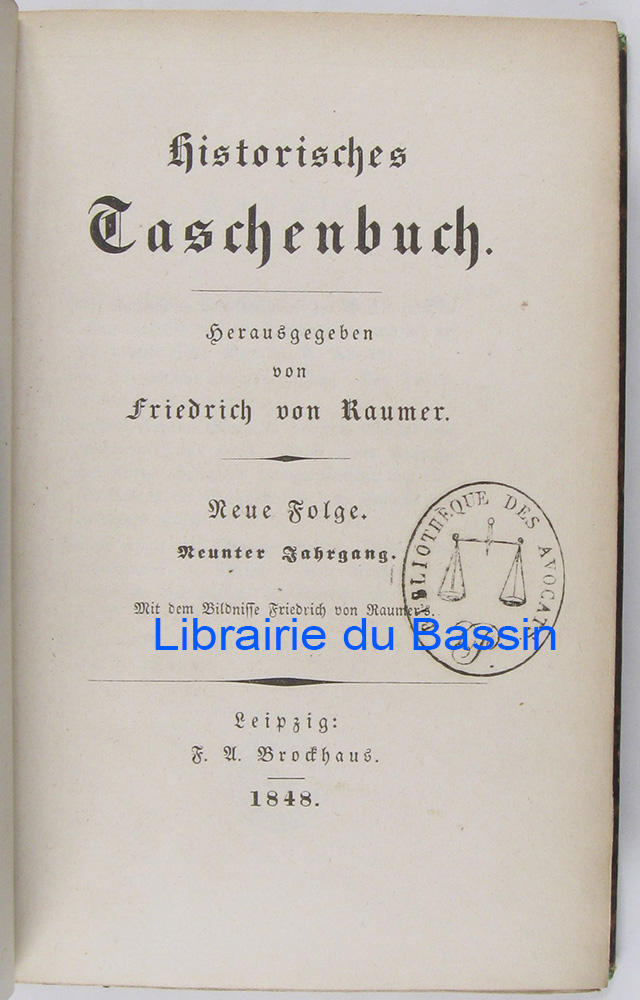 Historisches
Taschenbuch.
Herausgegeben
von
Friedrich von Raumer.
Neue Folge.
Neunter Jahrgang.
Mit dem Bildnisse Friedrich von Raumer's.
BIBLIOTHÈQUE DES AVOCATS
Librairie du Bassin
Leipzig:
F. A. Brockhaus.
1848.